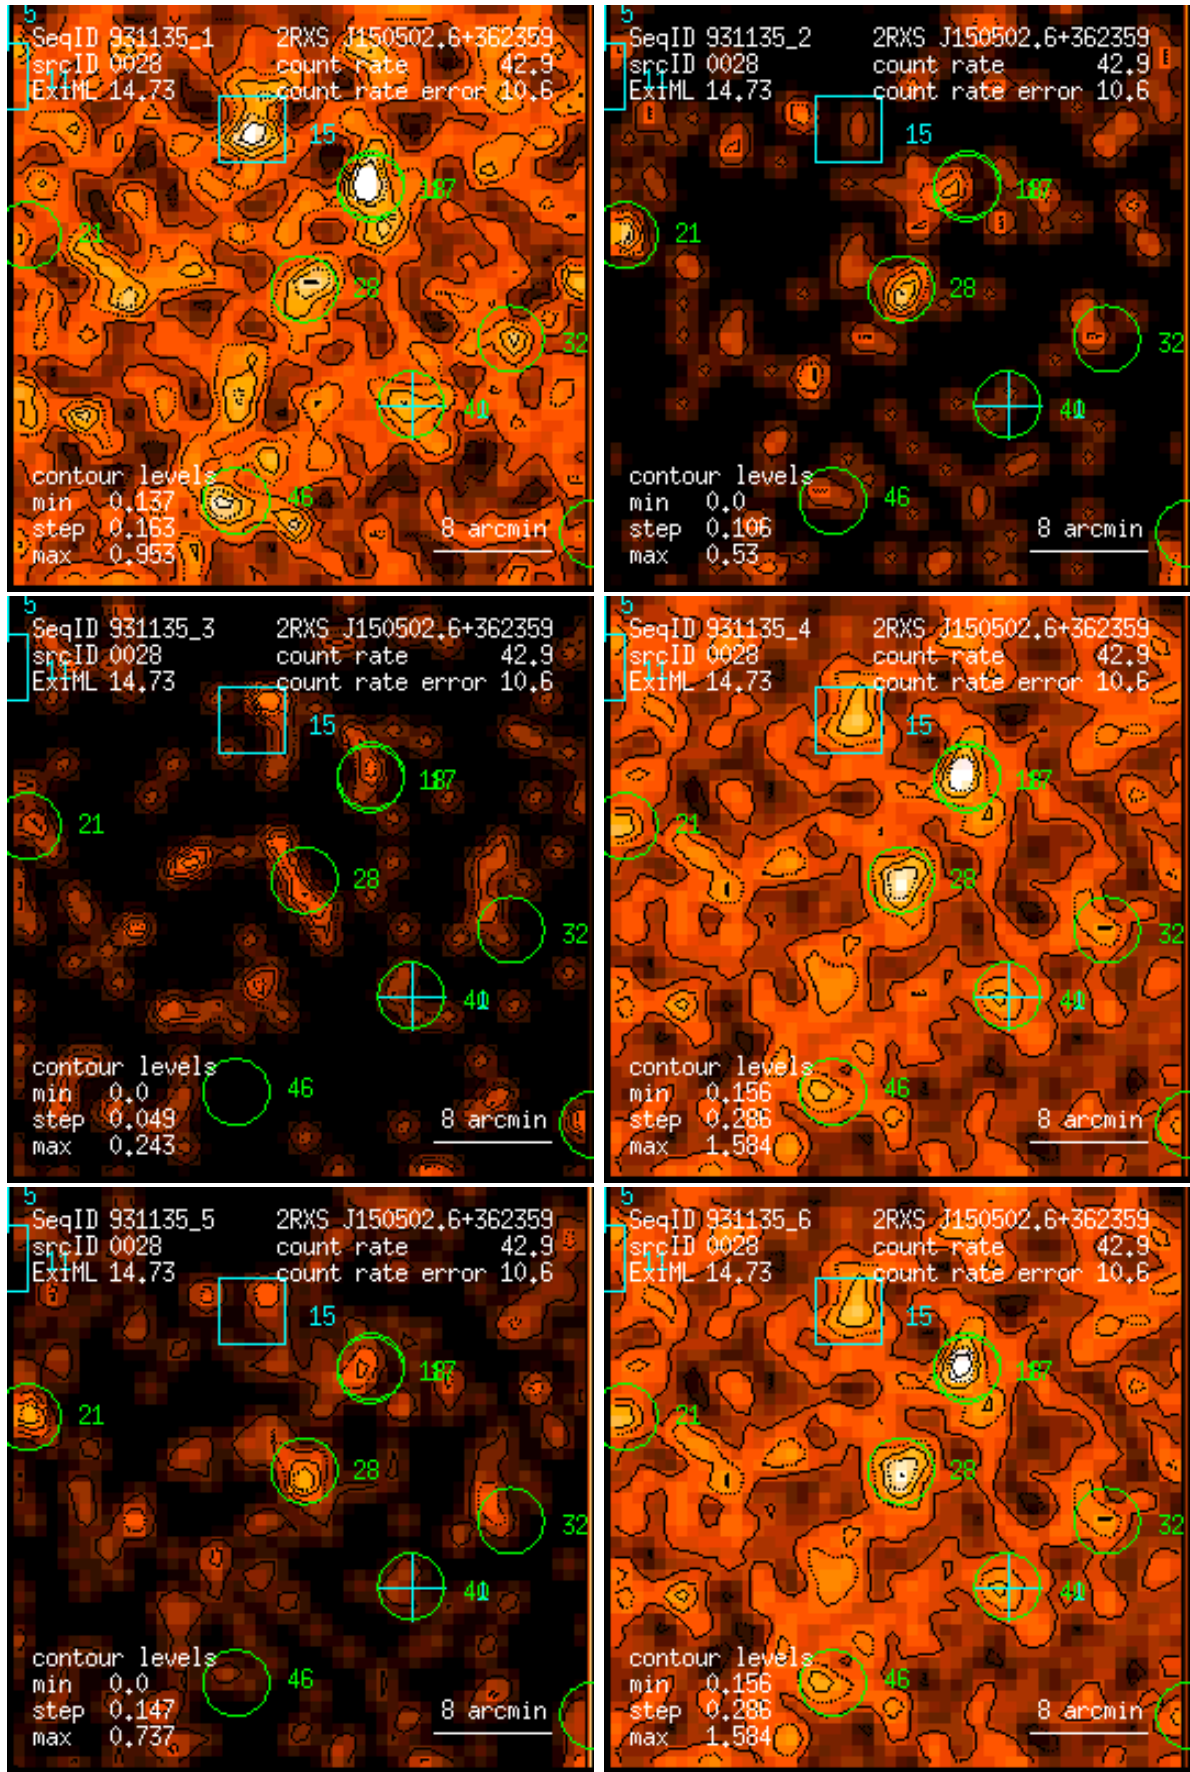 5
SeqID 931135_1 2RXS J150502.6+362359
srcID 0028 count rate 42.9
11
ExiML 14.73 count rate error 10.6
15
187
21
28
32
40
46
contour levels
min 0.137
step 0.163
max 0.953
8 arcmin
SeqID 931135_2 2RXS J150502.6+362359
srcID 0028 count rate 42.9
11
ExiML 14.73 count rate error 10.6
15
21
28
32
46
contour levels
min 0.0
step 0.106
max 0.53
8 arcmin
5
SeqID 931135_3 2RXS J150502.6+362359
srcID 0028 count rate 42.9
11
ExiML 14.73 count rate error 10.6
15
21
28
32
46
contour levels
min 0.0
step 0.049
max 0.243
8 arcmin
5
SeqID 931135_4 2RXS J150502.6+362359
srcID 0028 count rate 42.9
11
ExiML 14.73 count rate error 10.6
15
21
28
32
46
contour levels
min 0.156
step 0.286
max 1.584
8 arcmin
5
SeqID 931135_5 2RXS J150502.6+362359
srcID 0028 count rate 42.9
11
ExiML 14.73 count rate error 10.6
15
21
28
32
46
contour levels
min 0.0
step 0.147
max 0.737
8 arcmin
5
SeqID 931135_6 2RXS J150502.6+362359
srcID 0028 count rate 42.9
11
ExiML 14.73 count rate error 10.6
15
21
28
32
46
contour levels
min 0.156
step 0.286
max 1.584
8 arcmin